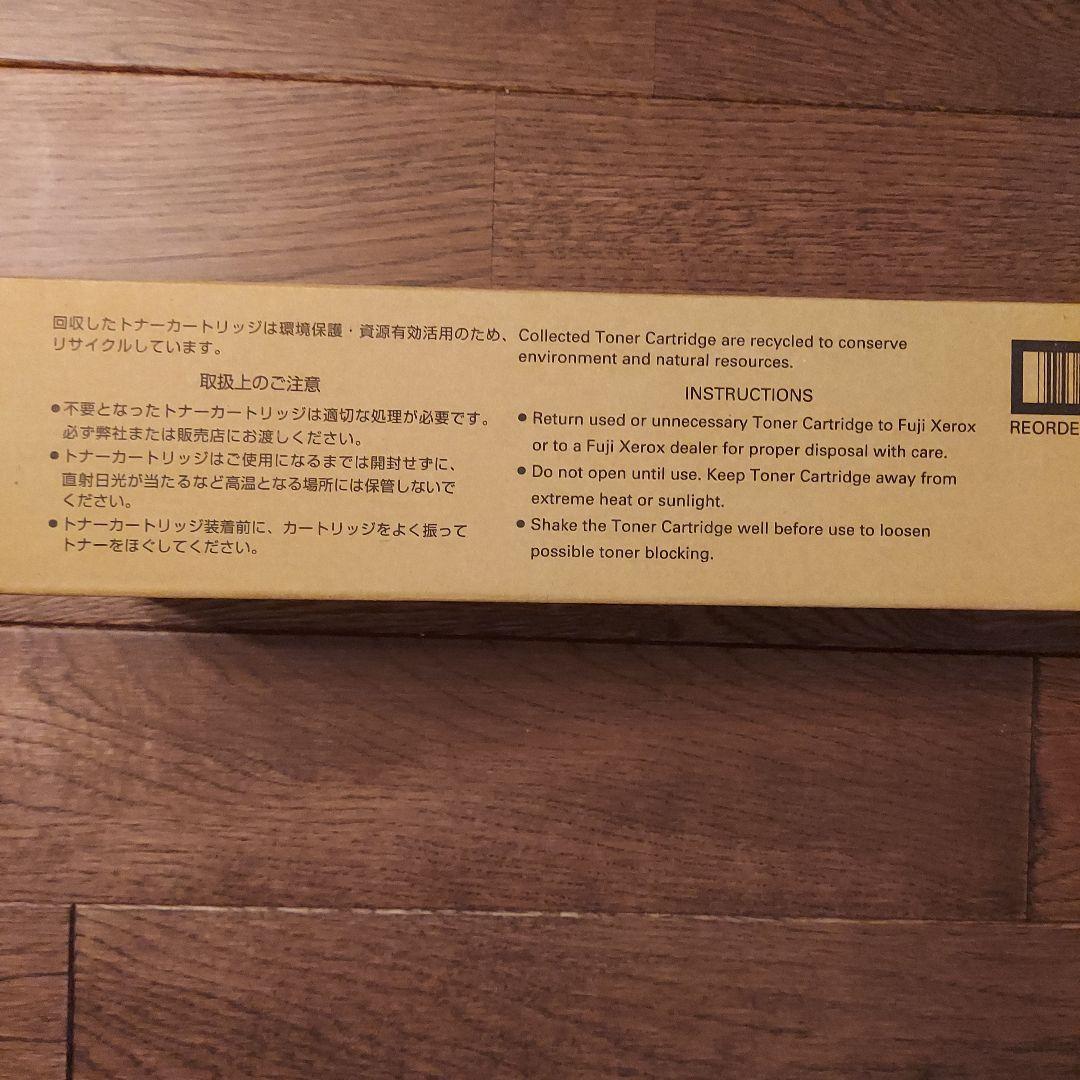 回収したトナーカートリッジは環境保護・資源有効活用のため、
リサイクルしています。
取扱上のご注意
●不要となったトナーカートリッジは適切な処理が必要です。
必ず弊社または販売店にお渡しください。
●トナーカートリッジはご使用になるまでは開封せずに、
直射日光が当たるなど高温となる場所には保管しないで
ください。
●トナーカートリッジ装着前に、カートリッジをよく振って
トナーをほぐしてください。
Collected Toner Cartridge are recycled to conserve
environment and natural resources.
INSTRUCTIONS
● Return used or unnecessary Toner Cartridge to Fuji Xerox
or to a Fuji Xerox dealer for proper disposal with care.
● Do not open until use. Keep Toner Cartridge away from
extreme heat or sunlight.
● Shake the Toner Cartridge well before use to loosen
possible toner blocking.
REORDE